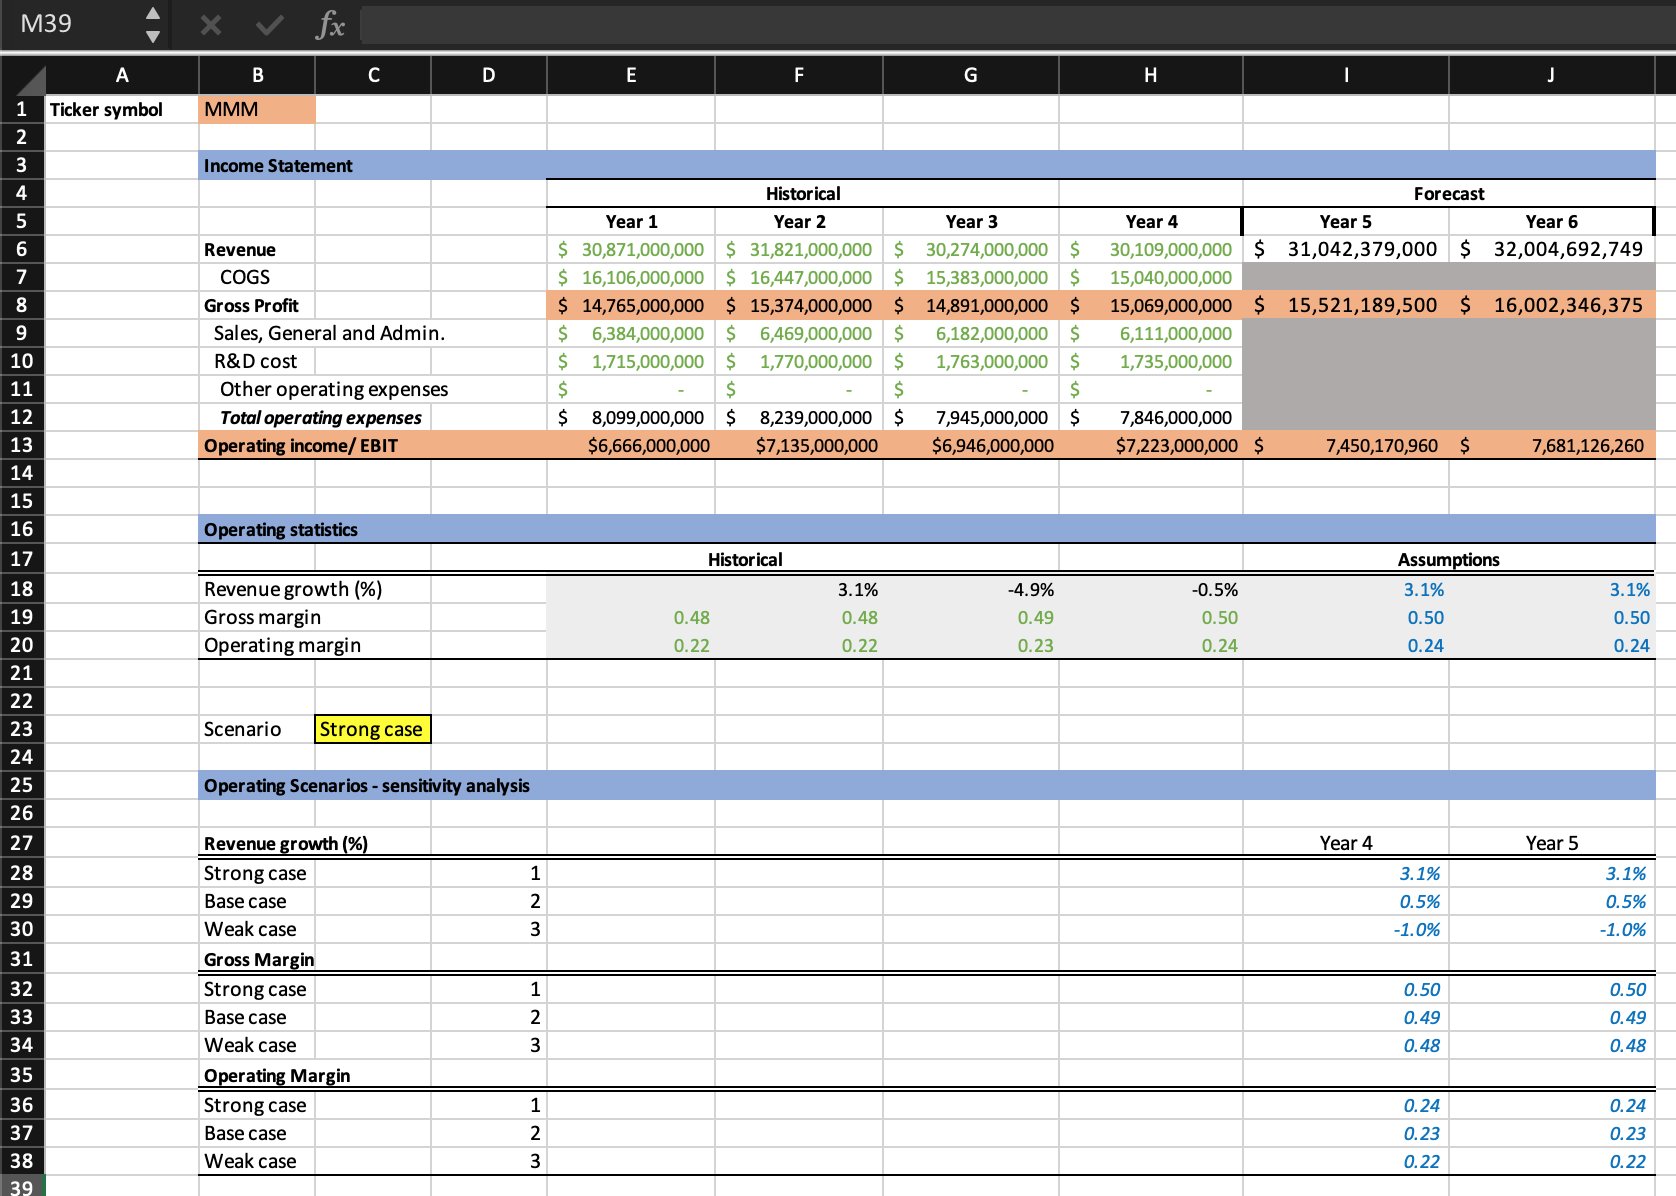 M39 fx
A B C D E F G H I J
1 Ticker symbol MMM
2
3 Income Statement
4 Historical Forecast
5 Year 1 Year 2 Year 3 Year 4 Year 5 Year 6
6 Revenue $ 30,871,000,000 $ 31,821,000,000 $ 30,274,000,000 $ 30,109,000,000 $ 31,042,379,000 $ 32,004,692,749
7 COGS $ 16,106,000,000 $ 16,447,000,000 $ 15,383,000,000 $ 15,040,000,000
8 Gross Profit $ 14,765,000,000 $ 15,374,000,000 $ 14,891,000,000 $ 15,069,000,000 $ 15,521,189,500 $ 16,002,346,375
9 Sales, General and Admin. $ 6,384,000,000 $ 6,469,000,000 $ 6,182,000,000 $ 6,111,000,000
10 R&D cost $ 1,715,000,000 $ 1,770,000,000 $ 1,763,000,000 $ 1,735,000,000
11 Other operating expenses $ - $ - $ - $ -
12 Total operating expenses $ 8,099,000,000 $ 8,239,000,000 $ 7,945,000,000 $ 7,846,000,000
13 Operating income/ EBIT $6,666,000,000 $7,135,000,000 $6,946,000,000 $7,223,000,000 $ 7,450,170,960 $ 7,681,126,260
14
15
16 Operating statistics
17 Historical Assumptions
18 Revenue growth (%) 3.1% -4.9% -0.5% 3.1% 3.1%
19 Gross margin 0.48 0.48 0.49 0.50 0.50 0.50
20 Operating margin 0.22 0.22 0.23 0.24 0.24 0.24
21
22
23 Scenario Strong case
24
25 Operating Scenarios - sensitivity analysis
26
27 Revenue growth (%) Year 4 Year 5
28 Strong case 1 3.1% 3.1%
29 Base case 2 0.5% 0.5%
30 Weak case 3 -1.0% -1.0%
31 Gross Margin
32 Strong case 1 0.50 0.50
33 Base case 2 0.49 0.49
34 Weak case 3 0.48 0.48
35 Operating Margin
36 Strong case 1 0.24 0.24
37 Base case 2 0.23 0.23
38 Weak case 3 0.22 0.22
39